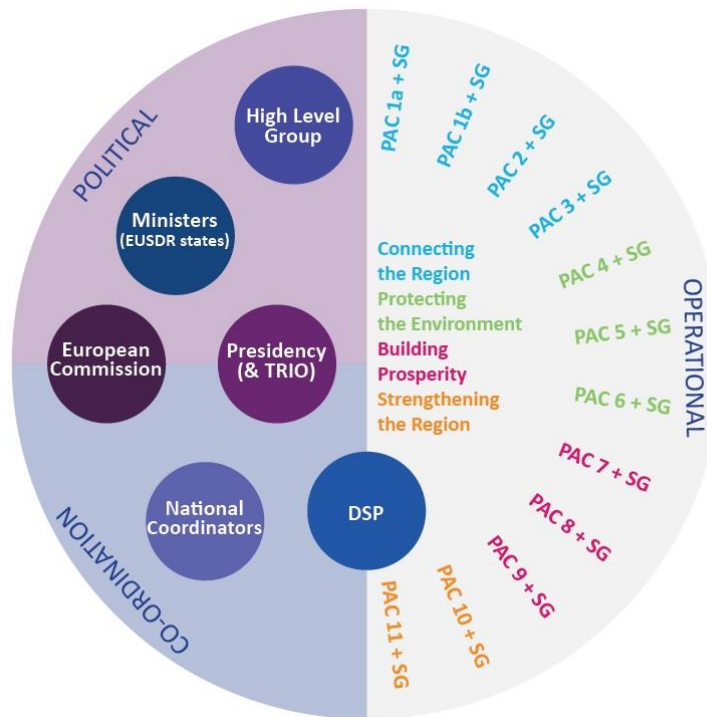 POLITICAL
High Level
Group
Ministers
(EUSDR states)
European
Commission
Presidency
(& TRIO)
CO-ORDINATION
National
Coordinators
DSP
OPERATIONAL
PAC 1a + SG
PAC 1b + SG
PAC 2 + SG
PAC 3 + SG
PAC 4 + SG
PAC 5 + SG
PAC 6 + SG
PAC 7 + SG
PAC 8 + SG
PAC 9 + SG
PAC 10 + SG
PAC 11 + SG
Connecting
the Region
Protecting
the Environment
Building
Prosperity
Strengthening
the Region